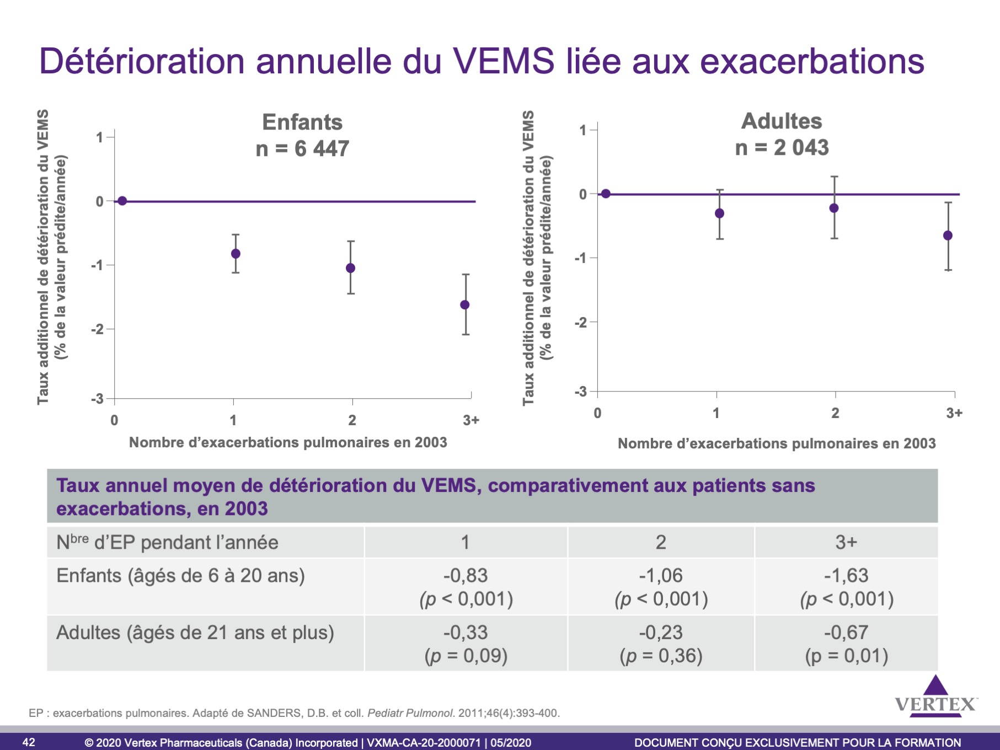 Détérioration annuelle du VEMS liée aux exacerbations
Taux additionnel de détérioration du VEMS
(% de la valeur prédite/année)
Enfants
n = 6 447
1
0
-1
-2
-3
0 1 2 3+
Nombre d’exacerbations pulmonaires en 2003
Taux additionnel de détérioration du VEMS
(% de la valeur prédite/année)
Adultes
n = 2 043
1
0
-1
-2
-3
0 1 2 3+
Nombre d’exacerbations pulmonaires en 2003
Taux annuel moyen de détérioration du VEMS, comparativement aux patients sans
exacerbations, en 2003
Nbre d’EP pendant l’année 1 2 3+
Enfants (âgés de 6 à 20 ans) -0,83 -1,06 -1,63
(p < 0,001) (p < 0,001) (p < 0,001)
Adultes (âgés de 21 ans et plus) -0,33 -0,23 -0,67
(p = 0,09) (p = 0,36) (p = 0,01)
VERTEX
EP : exacerbations pulmonaires. Adapté de SANDERS, D.B. et coll. Pediatr Pulmonol. 2011;46(4):393-400.
42 © 2020 Vertex Pharmaceuticals (Canada) Incorporated | VXMA-CA-20-2000071 | 05/2020 DOCUMENT CONÇU EXCLUSIVEMENT POUR LA FORMATION